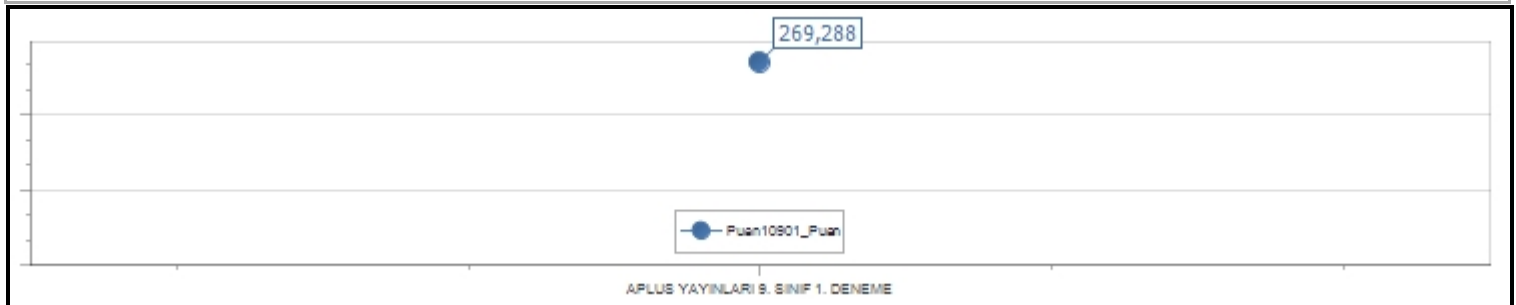 269,288
Puan10901_Puan
APLUS YAYINLARI 9. SINIF 1. DENEME